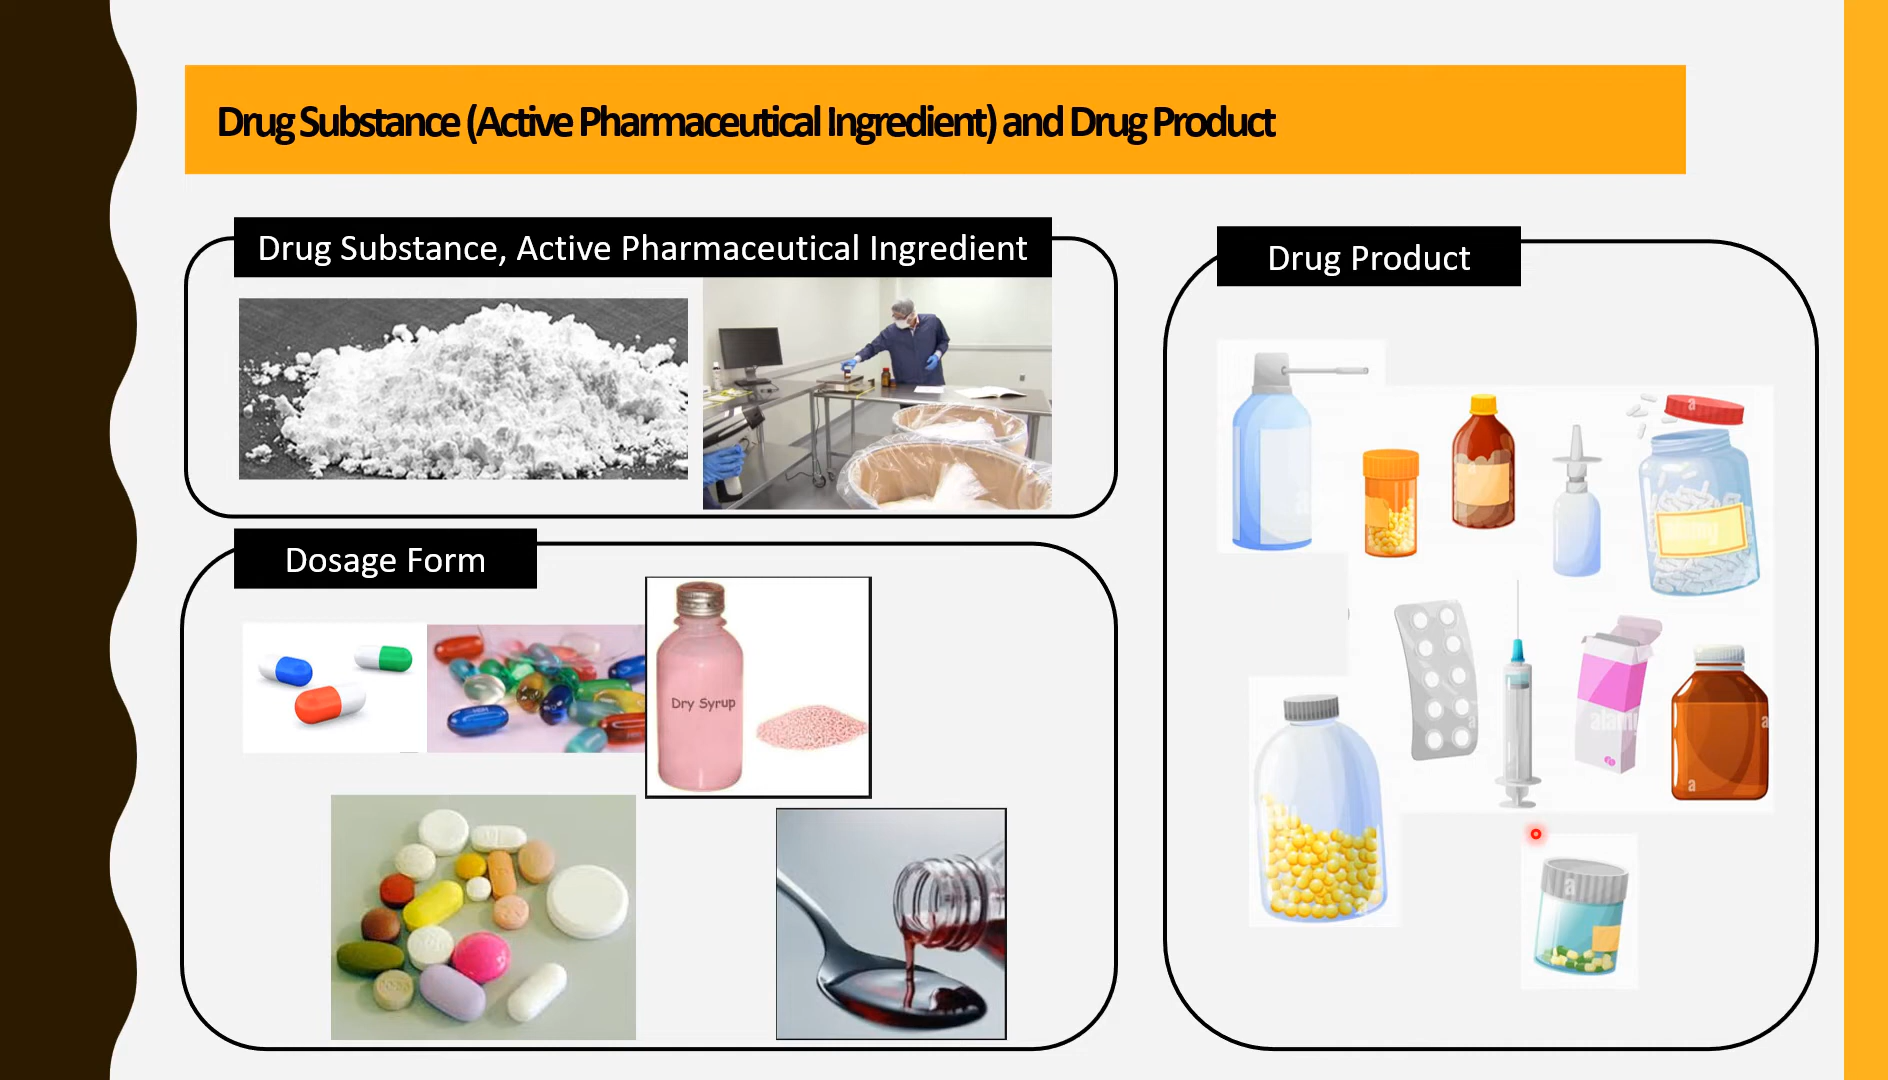 Drug Substance (Active Pharmaceutical Ingredient) and Drug Product
Drug Substance, Active Pharmaceutical Ingredient
Drug Product
Dosage Form
Dry Syrup
a
alamy
a
a
a
a